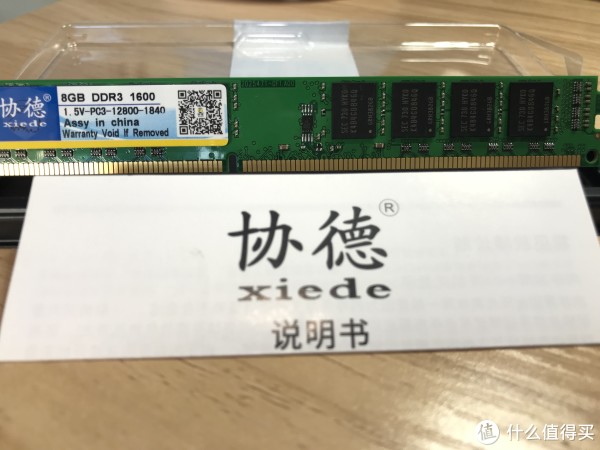 协德®
xiede
8GB DDR3 1600
1.5V-PC3-12800-1840
Assy in china
Warranty Void If Removed
协德®
xiede
说明书
值 什么值得买